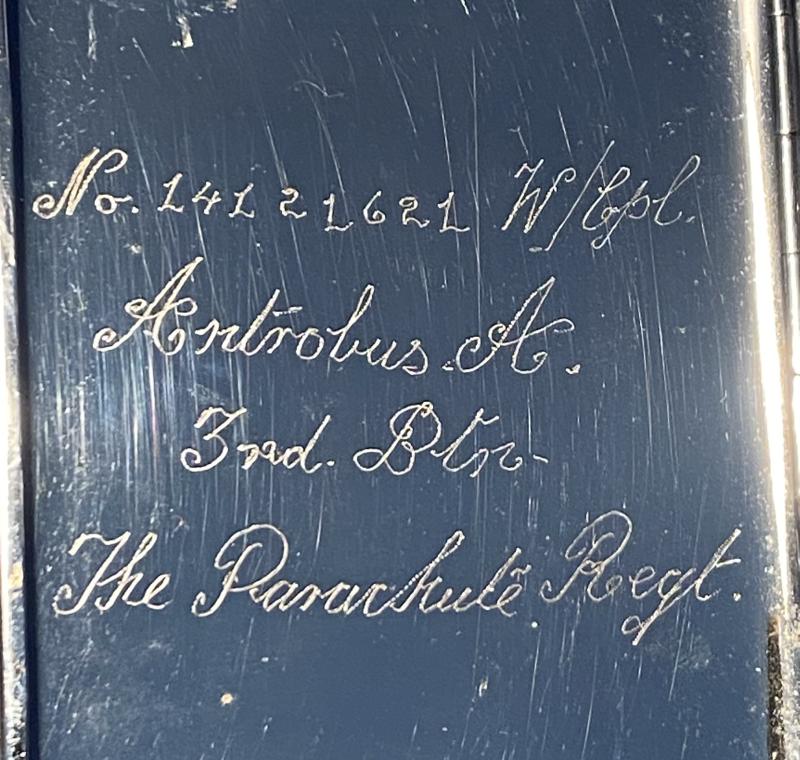 No. 14121621 W/Cpl.
Antrobus. A.
3rd. Btn-
The Parachute Regt.